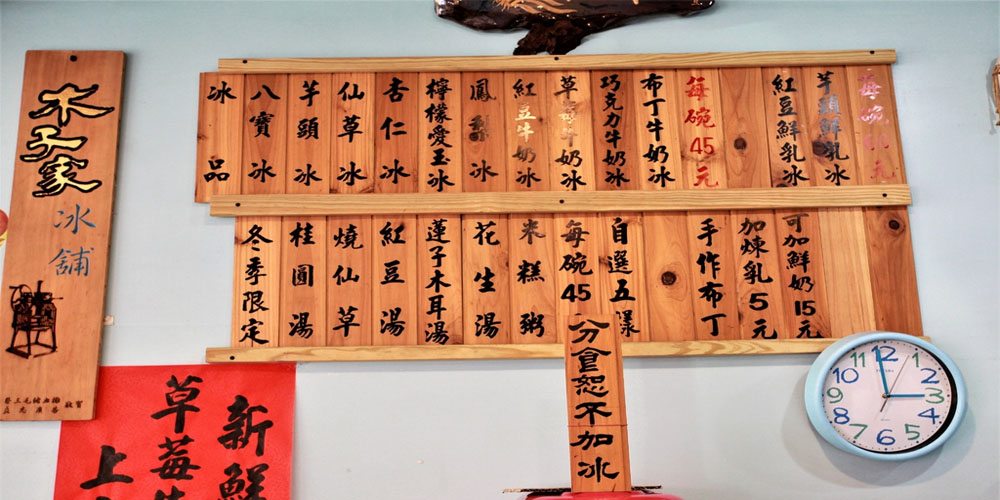 木子家
冰舖
冰品
八寶冰
芋頭冰
仙草冰
杏仁冰
檸檬愛玉冰
鳳梨冰
紅豆牛奶冰
草莓牛奶冰
巧克力牛奶冰
布丁牛奶冰
每碗45元
紅豆鮮乳冰
芋頭鮮乳冰
每碗 元
冬季限定
桂圓湯
燒仙草
紅豆湯
蓮子木耳湯
花生湯
米糕粥
每碗45
自選五樣
手作布丁
加煉乳5元
可加鮮奶15元
分食恕不加冰
新鮮
草莓牛
上
12
1
2
3
4
5
6
7
8
9
10
11